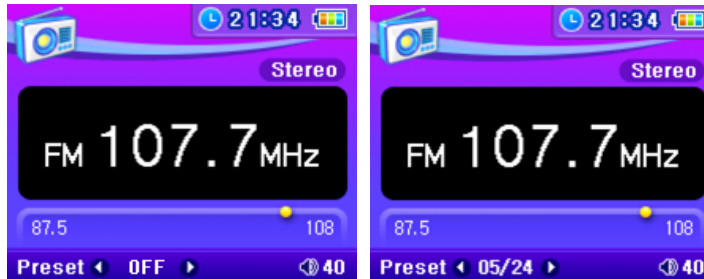 21:34
Stereo
FM 107.7MHz
87.5 108
Preset OFF 40
21:34
Stereo
FM 107.7MHz
87.5 108
Preset 05/24 40